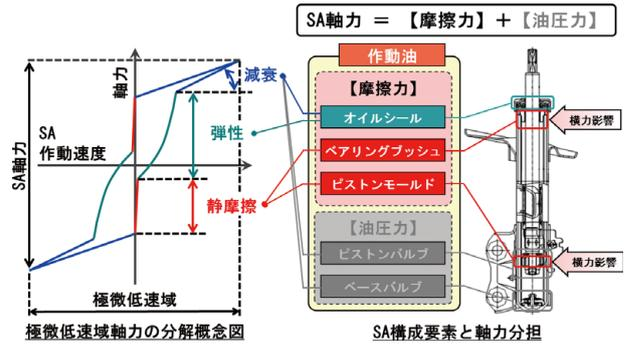 SA軸力 ＝ 【摩擦力】＋【油圧力】
作動油
軸力
減衰
【摩擦力】
オイルシール
SA
作動速度
弾性
横力影響
SA軸力
ベアリングブッシュ
静摩擦
ピストンモールド
【油圧力】
ピストンバルブ
横力影響
ベースバルブ
極微低速域
極微低速域軸力の分解概念図
SA構成要素と軸力分担